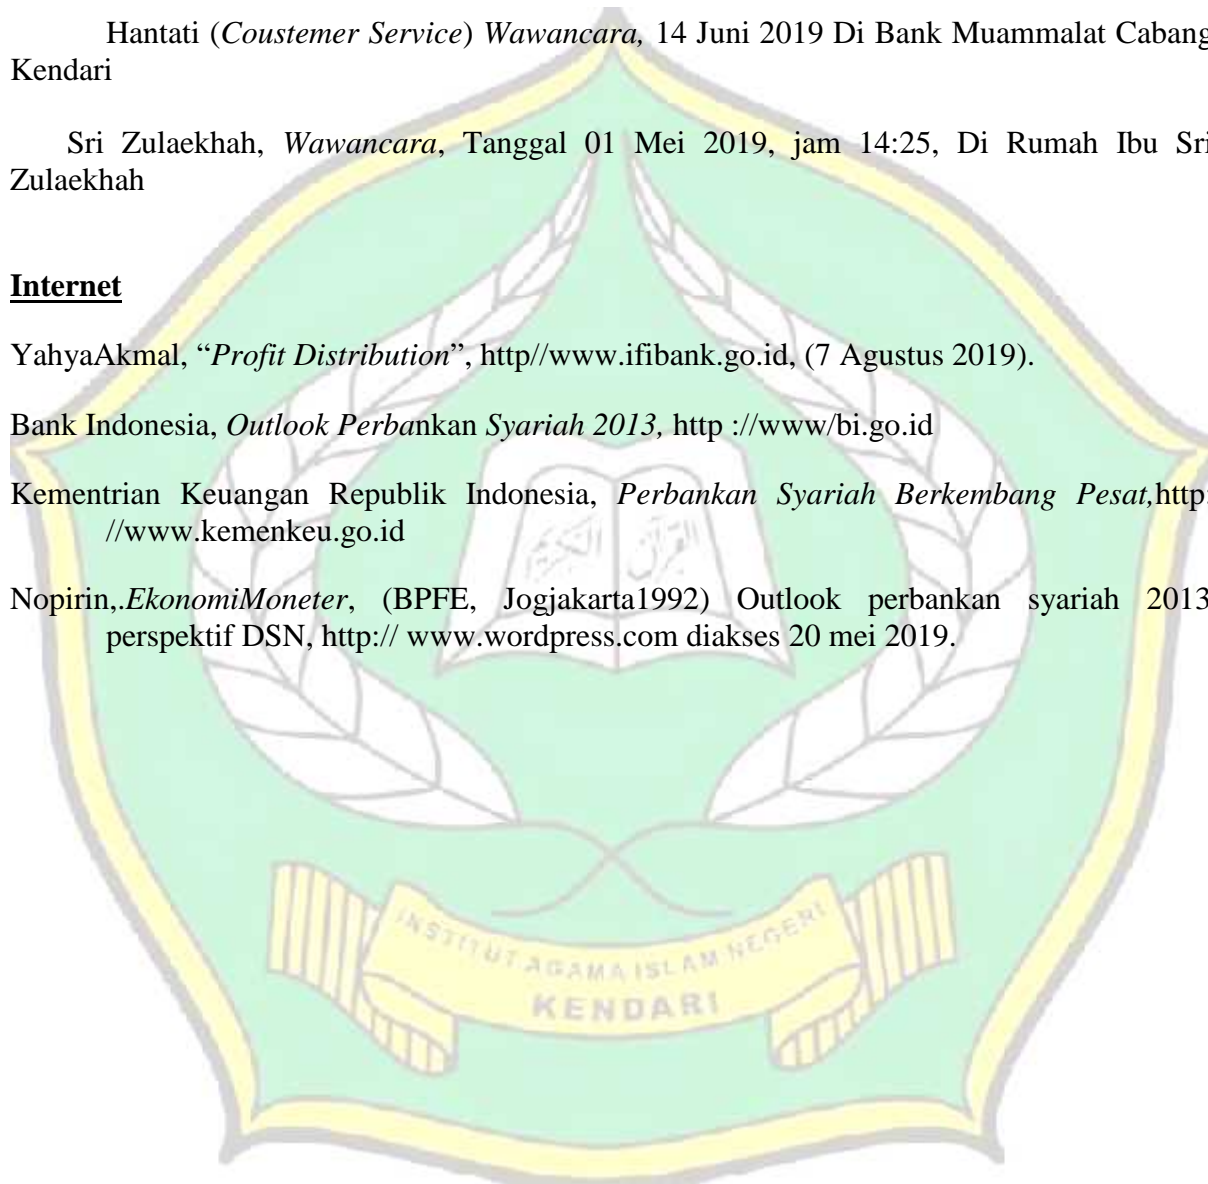 Hantati (Coustemer Service) Wawancara, 14 Juni 2019 Di Bank Muammalat Cabang
Kendari
Sri Zulaekhah, Wawancara, Tanggal 01 Mei 2019, jam 14:25, Di Rumah Ibu Sri
Zulaekhah
Internet
YahyaAkmal, “Profit Distribution”, http//www.ifibank.go.id, (7 Agustus 2019).
Bank Indonesia, Outlook Perbankan Syariah 2013, http ://www/bi.go.id
Kementrian Keuangan Republik Indonesia, Perbankan Syariah Berkembang Pesat,http:
//www.kemenkeu.go.id
القرآن
الكريم
Nopirin,.EkonomiMoneter, (BPFE, Jogjakarta1992) Outlook perbankan syariah 2013
perspektif DSN, http:// www.wordpress.com diakses 20 mei 2019.
INSTITUT AGAMA ISLAM NEGERI
KENDARI